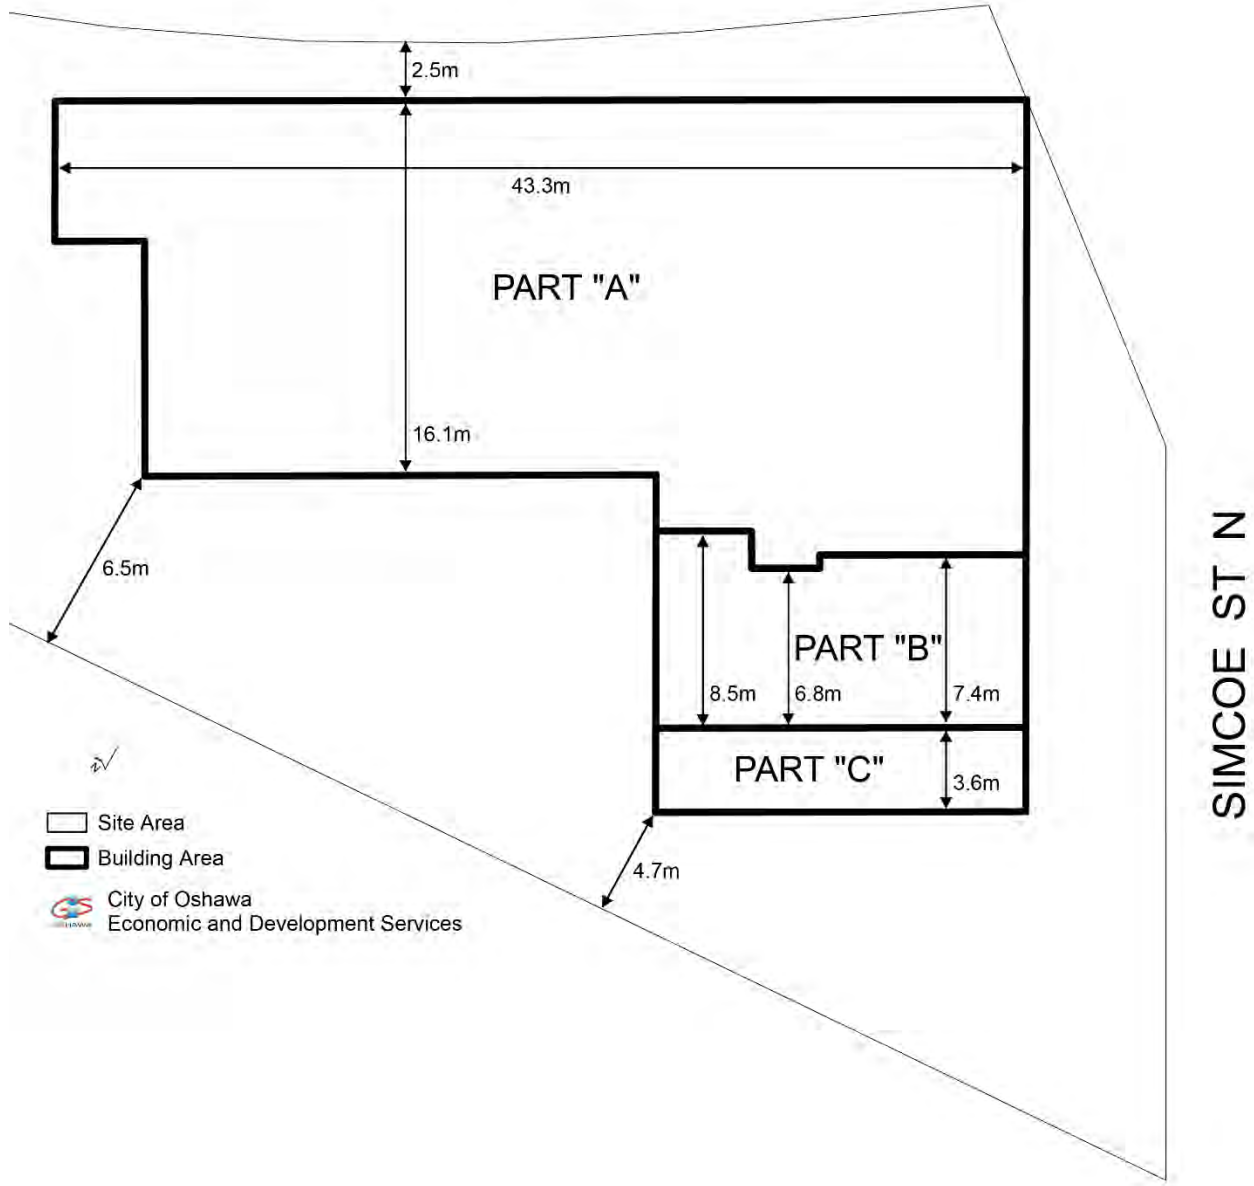 2.5m
43.3m
PART "A"
16.1m
6.5m
SIMCOE ST N
PART "B"
8.5m
6.8m
7.4m
PART "C"
3.6m
4.7m
Site Area
Building Area
City of Oshawa
Economic and Development Services